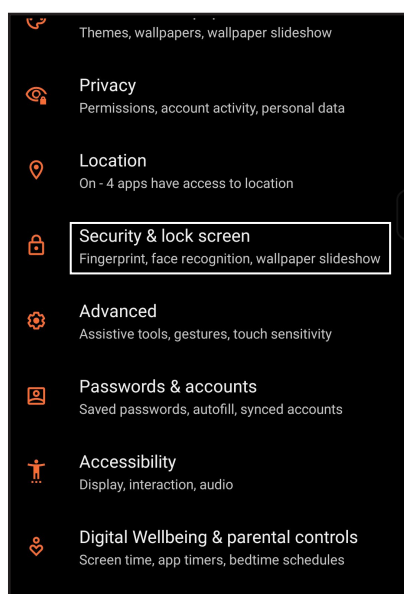 Themes, wallpapers, wallpaper slideshow
Privacy
Permissions, account activity, personal data
Location
On - 4 apps have access to location
Security & lock screen
Fingerprint, face recognition, wallpaper slideshow
Advanced
Assistive tools, gestures, touch sensitivity
Passwords & accounts
Saved passwords, autofill, synced accounts
Accessibility
Display, interaction, audio
Digital Wellbeing & parental controls
Screen time, app timers, bedtime schedules